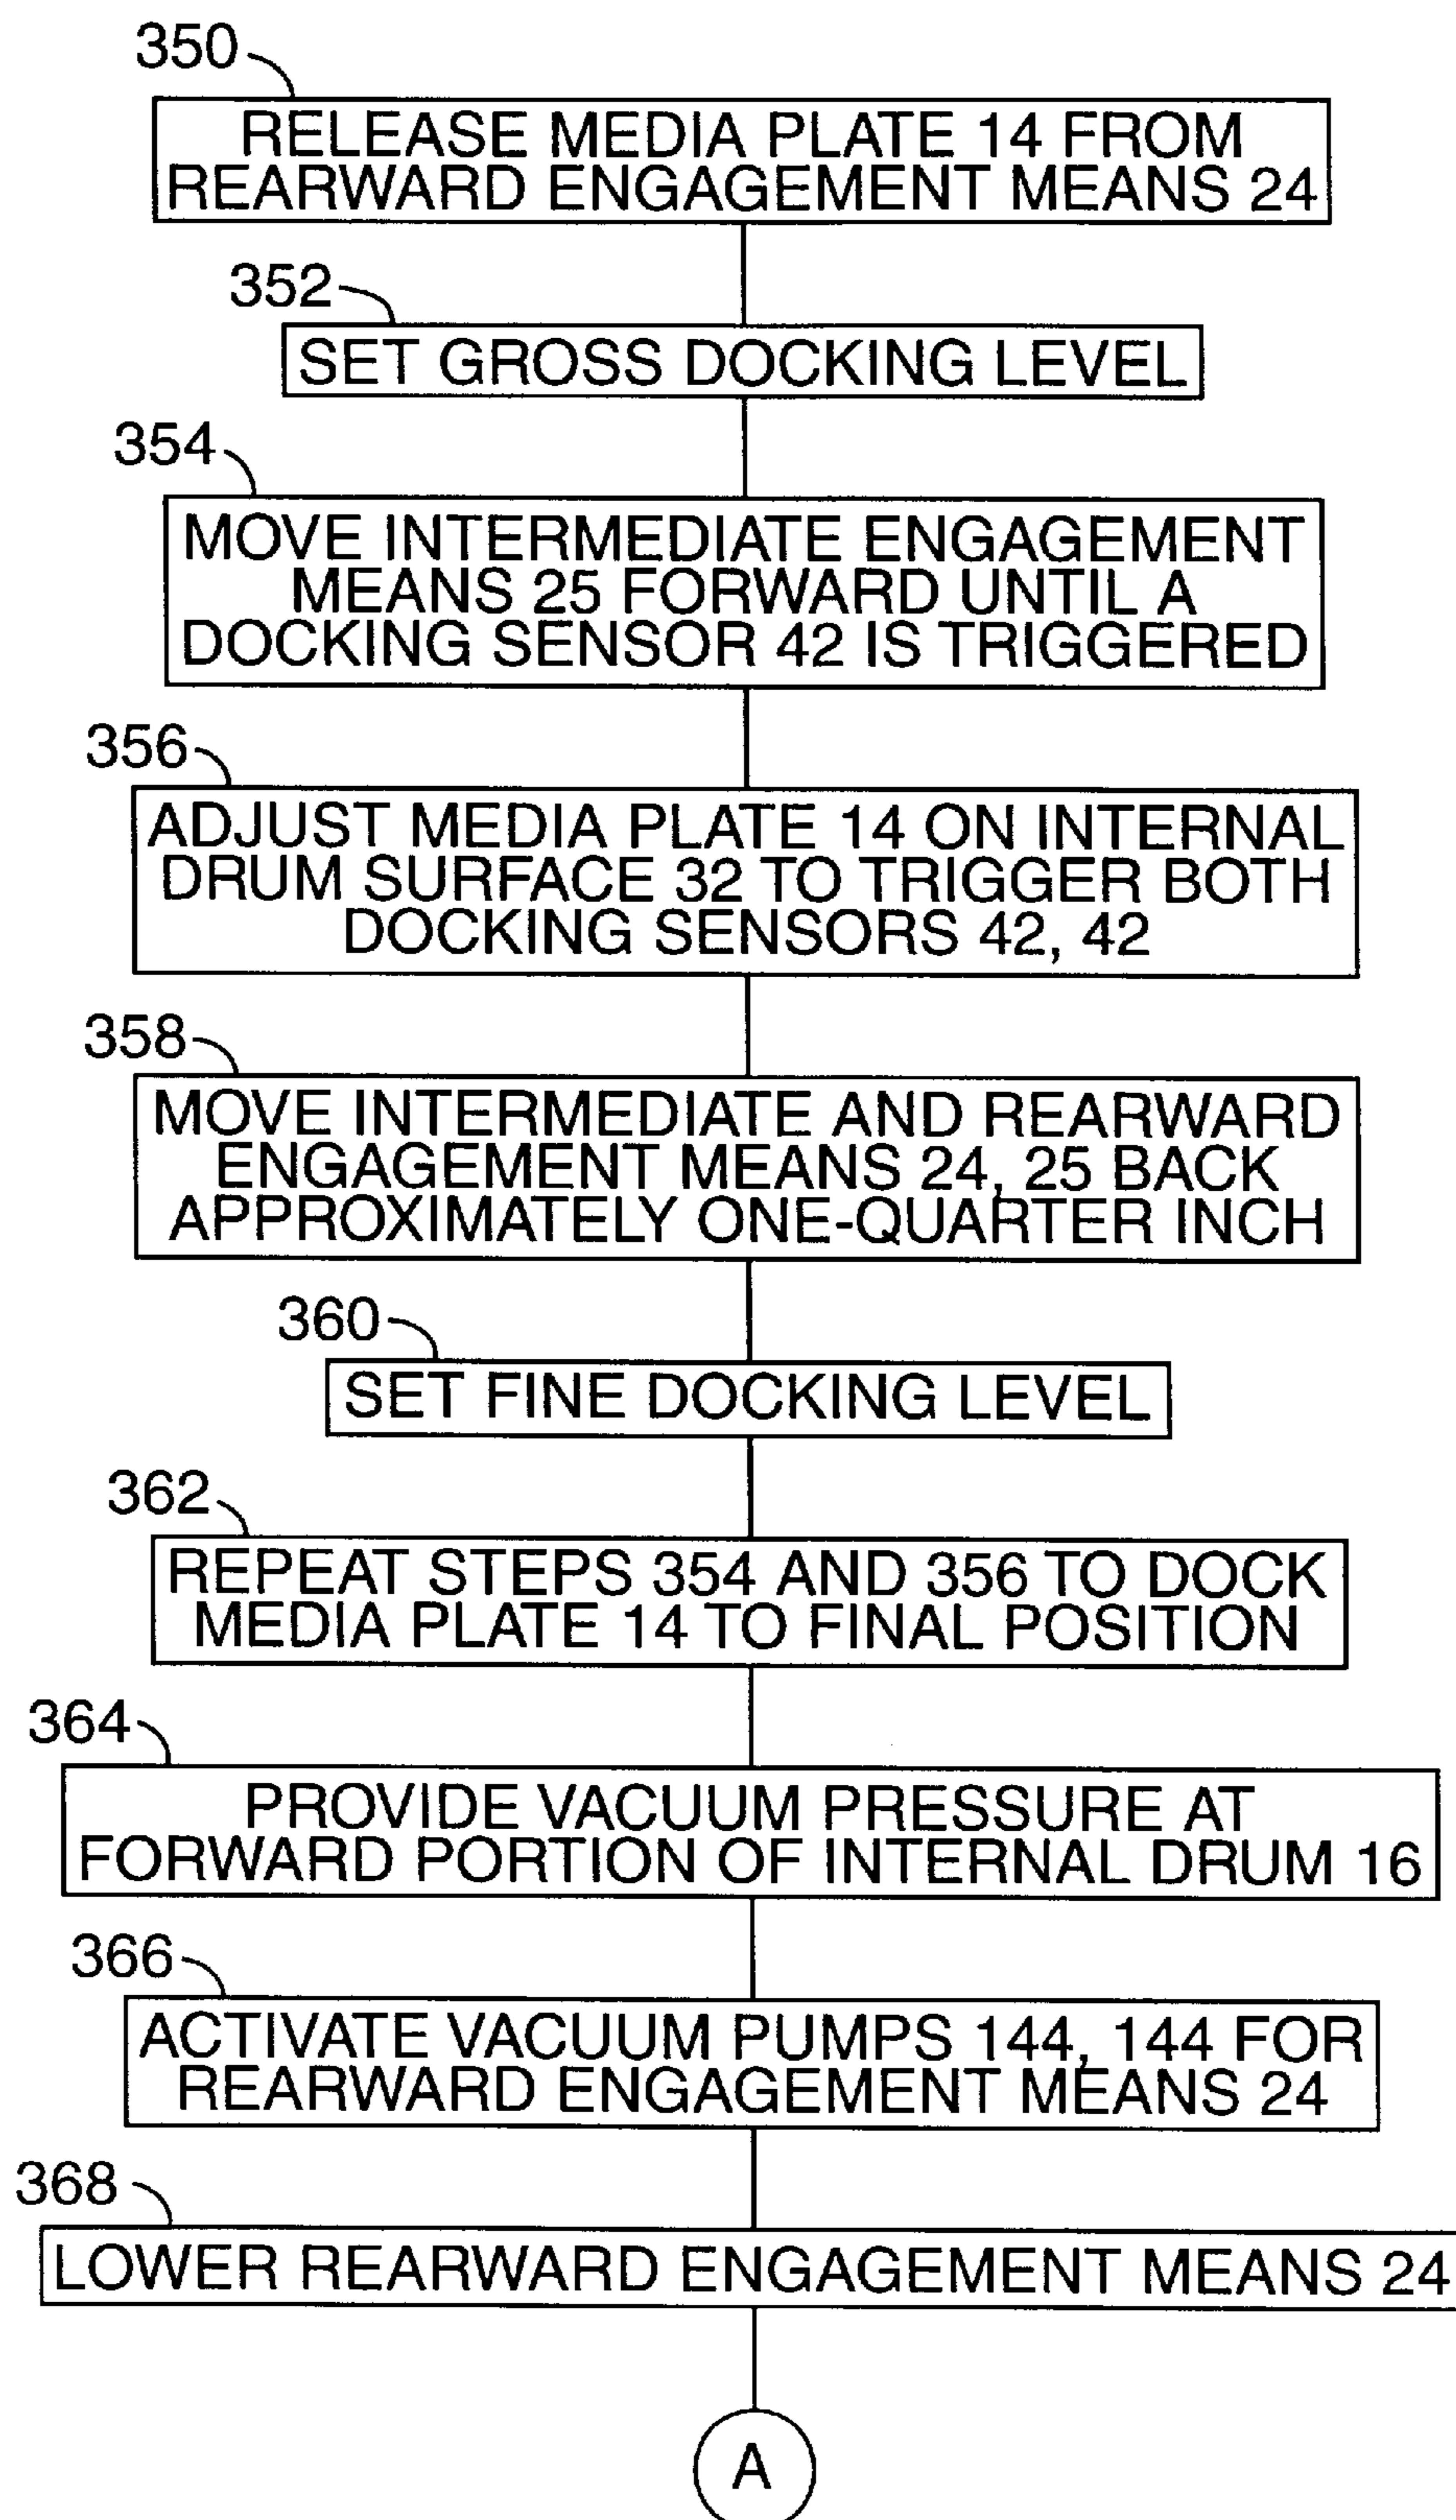 350
RELEASE MEDIA PLATE 14 FROM
REARWARD ENGAGEMENT MEANS 24
352
SET GROSS DOCKING LEVEL
354
MOVE INTERMEDIATE ENGAGEMENT
MEANS 25 FORWARD UNTIL A
DOCKING SENSOR 42 IS TRIGGERED
356
ADJUST MEDIA PLATE 14 ON INTERNAL
DRUM SURFACE 32 TO TRIGGER BOTH
DOCKING SENSORS 42, 42
358
MOVE INTERMEDIATE AND REARWARD
ENGAGEMENT MEANS 24, 25 BACK
APPROXIMATELY ONE-QUARTER INCH
360
SET FINE DOCKING LEVEL
362
REPEAT STEPS 354 AND 356 TO DOCK
MEDIA PLATE 14 TO FINAL POSITION
364
PROVIDE VACUUM PRESSURE AT
FORWARD PORTION OF INTERNAL DRUM 16
366
ACTIVATE VACUUM PUMPS 144, 144 FOR
REARWARD ENGAGEMENT MEANS 24
368
LOWER REARWARD ENGAGEMENT MEANS 24
A